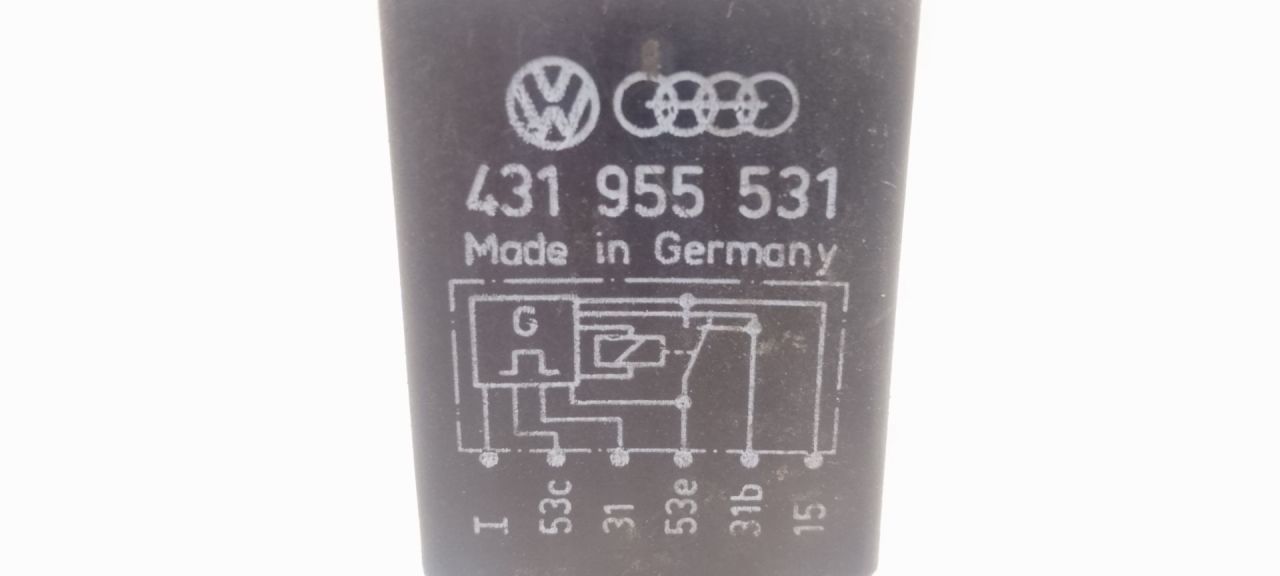 431 955 531
Made in Germany
G
I 53c 31 53e 31b 15